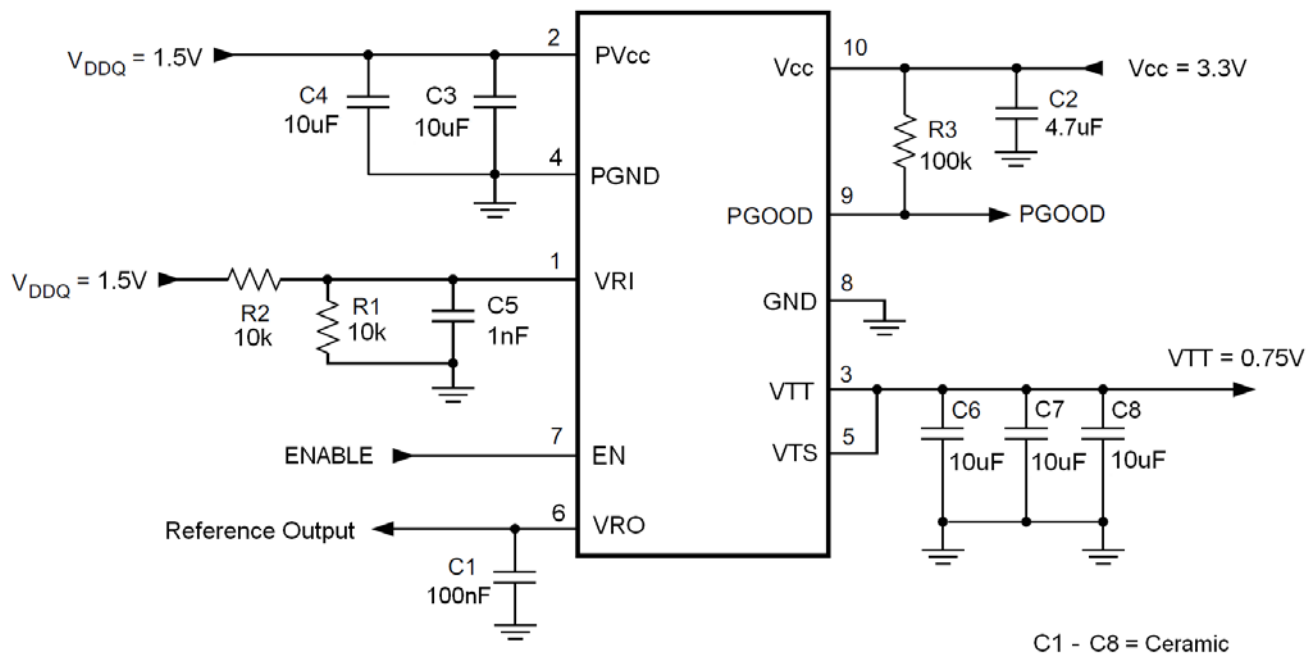 V_DDQ = 1.5V
2
PVcc
C4
10uF
C3
10uF
4
PGND
V_DDQ = 1.5V
R2
10k
R1
10k
C5
1nF
1
VRI
ENABLE
7
EN
Reference Output
6
VRO
C1
100nF
Vcc
10
Vcc = 3.3V
R3
100k
C2
4.7uF
PGOOD
9
PGOOD
GND
8
VTT
3
VTT = 0.75V
VTS
5
C6
10uF
C7
10uF
C8
10uF
C1 - C8 = Ceramic